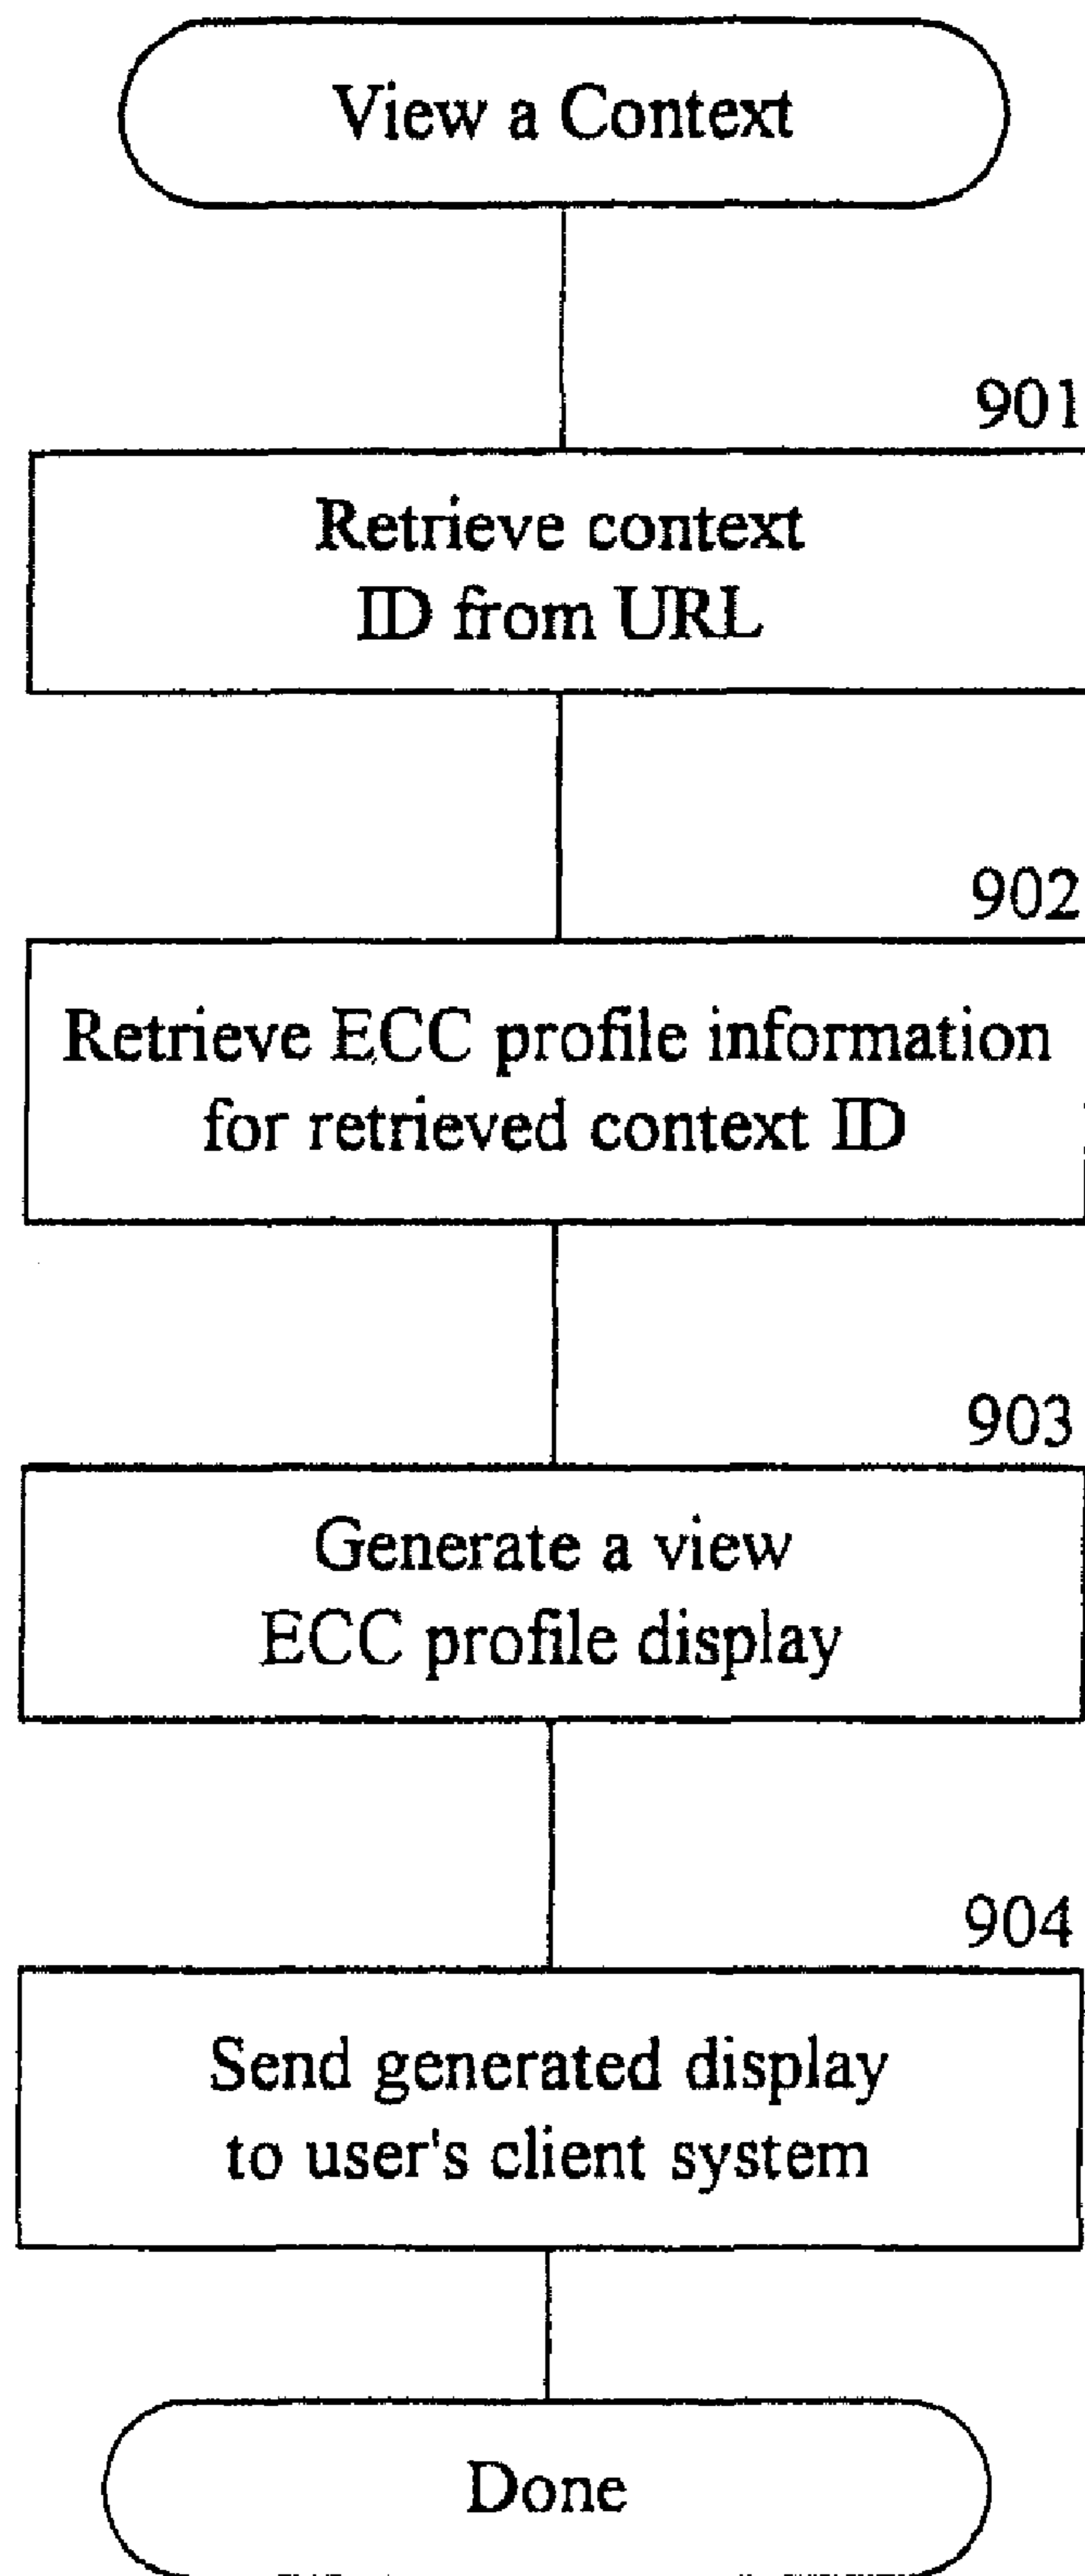 View a Context
901
Retrieve context
ID from URL
902
Retrieve ECC profile information
for retrieved context ID
903
Generate a view
ECC profile display
904
Send generated display
to user's client system
Done